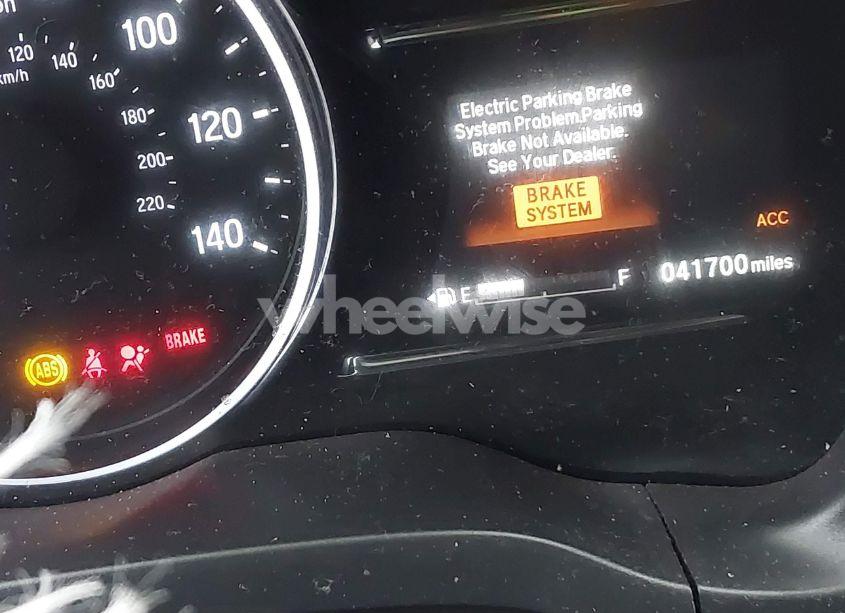 100
120
140
km/h
160
180
120
200
220
140
Electric Parking Brake
System Problem.Parking
Brake Not Available.
See Your Dealer.
BRAKE
SYSTEM
ACC
E
F
041700 miles
ABS
BRAKE
wheelwise